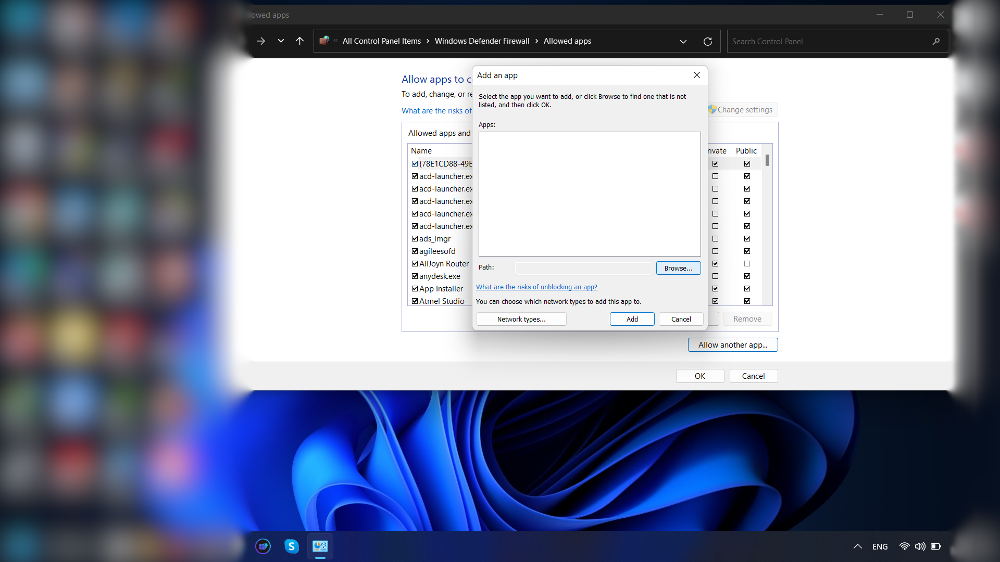 owed apps
All Control Panel Items > Windows Defender Firewall > Allowed apps
Search Control Panel
Allow apps to c
To add, change, or re
What are the risks of
Change settings
Allowed apps and
Name
rivate
Public
{78E1CD88-49E
acd-launcher.ex
acd-launcher.ex
acd-launcher.ex
acd-launcher.ex
acd-launcher.ex
ads_lmgr
agileesofd
AllJoyn Router
anydesk.exe
App Installer
Atmel Studio
Remove
Allow another app...
OK
Cancel
Add an app
Select the app you want to add, or click Browse to find one that is not
listed, and then click OK.
Apps:
Path:
Browse...
What are the risks of unblocking an app?
You can choose which network types to add this app to.
Network types...
Add
Cancel
S
ENG